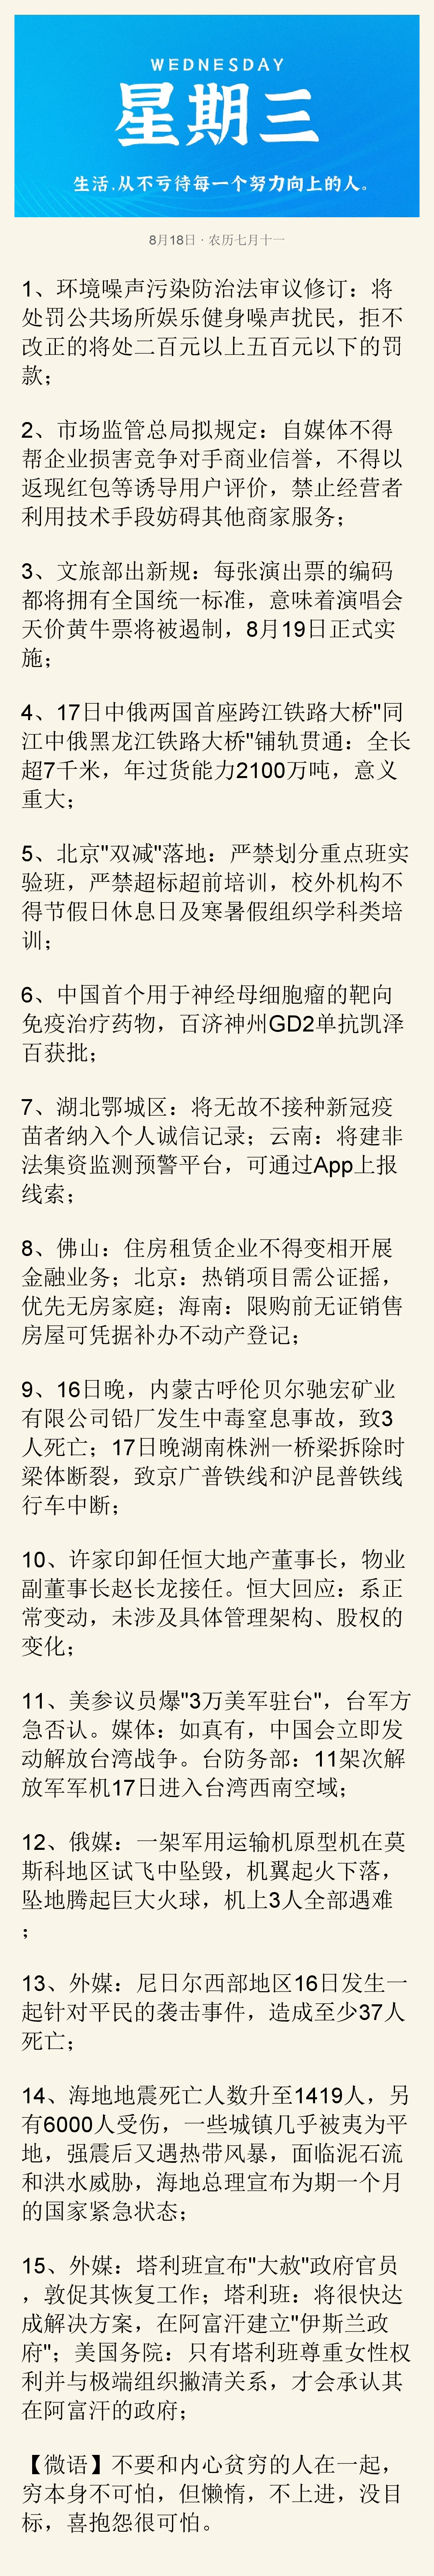 WEDNESDAY
星期三
生活,从不亏待每一个努力向上的人。
8月18日 · 农历七月十一
1、环境噪声污染防治法审议修订：将
处罚公共场所娱乐健身噪声扰民，拒不
改正的将处二百元以上五百元以下的罚
款；
2、市场监管总局拟规定：自媒体不得
帮企业损害竞争对手商业信誉，不得以
返现红包等诱导用户评价，禁止经营者
利用技术手段妨碍其他商家服务；
3、文旅部出新规：每张演出票的编码
都将拥有全国统一标准，意味着演唱会
天价黄牛票将被遏制，8月19日正式实
施；
4、17日中俄两国首座跨江铁路大桥"同
江中俄黑龙江铁路大桥"铺轨贯通：全长
超7千米，年过货能力2100万吨，意义
重大；
5、北京"双减"落地：严禁划分重点班实
验班，严禁超标超前培训，校外机构不
得节假日休息日及寒暑假组织学科类培
训；
6、中国首个用于神经母细胞瘤的靶向
免疫治疗药物，百济神州GD2单抗凯泽
百获批；
7、湖北鄂城区：将无故不接种新冠疫
苗者纳入个人诚信记录；云南：将建非
法集资监测预警平台，可通过App上报
线索；
8、佛山：住房租赁企业不得变相开展
金融业务；北京：热销项目需公证摇，
优先无房家庭；海南：限购前无证销售
房屋可凭据补办不动产登记；
9、16日晚，内蒙古呼伦贝尔驰宏矿业
有限公司铅厂发生中毒窒息事故，致3
人死亡；17日晚湖南株洲一桥梁拆除时
梁体断裂，致京广普铁线和沪昆普铁线
行车中断；
10、许家印卸任恒大地产董事长，物业
副董事长赵长龙接任。恒大回应：系正
常变动，未涉及具体管理架构、股权的
变化；
11、美参议员爆"3万美军驻台"，台军方
急否认。媒体：如真有，中国会立即发
动解放台湾战争。台防务部：11架次解
放军军机17日进入台湾西南空域；
12、俄媒：一架军用运输机原型机在莫
斯科地区试飞中坠毁，机翼起火下落，
坠地腾起巨大火球，机上3人全部遇难
；
13、外媒：尼日尔西部地区16日发生一
起针对平民的袭击事件，造成至少37人
死亡；
14、海地地震死亡人数升至1419人，另
有6000人受伤，一些城镇几乎被夷为平
地，强震后又遇热带风暴，面临泥石流
和洪水威胁，海地总理宣布为期一个月
的国家紧急状态；
15、外媒：塔利班宣布"大赦"政府官员
，敦促其恢复工作；塔利班：将很快达
成解决方案，在阿富汗建立"伊斯兰政
府"；美国务院：只有塔利班尊重女性权
利并与极端组织撇清关系，才会承认其
在阿富汗的政府；
【微语】不要和内心贫穷的人在一起，
穷本身不可怕，但懒惰，不上进，没目
标，喜抱怨很可怕。